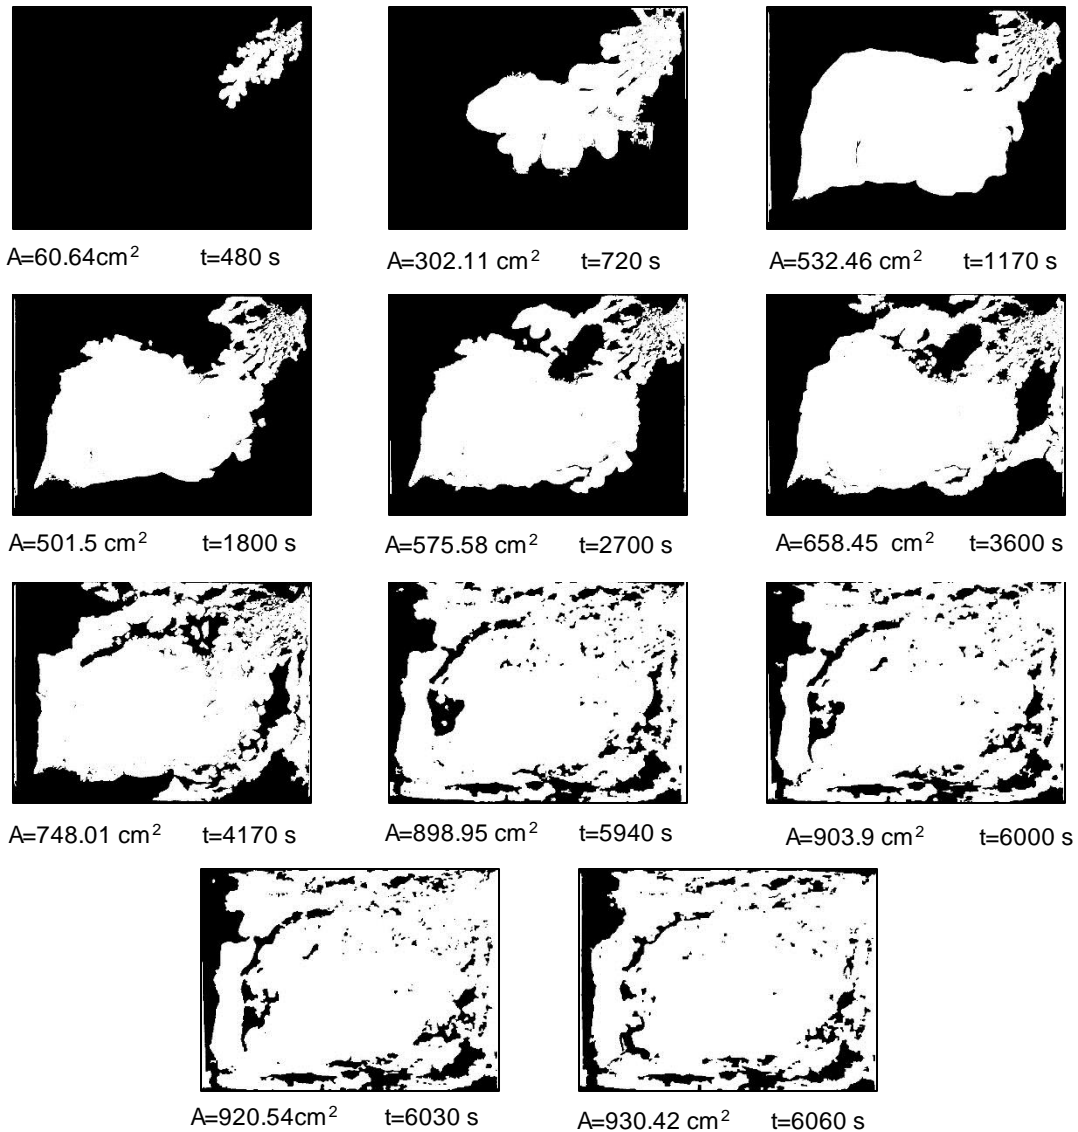 A=60.64cm² t=480 s
A=302.11 cm² t=720 s
A=532.46 cm² t=1170 s
A=501.5 cm² t=1800 s
A=575.58 cm² t=2700 s
A=658.45 cm² t=3600 s
A=748.01 cm² t=4170 s
A=898.95 cm² t=5940 s
A=903.9 cm² t=6000 s
A=920.54cm² t=6030 s
A=930.42 cm² t=6060 s